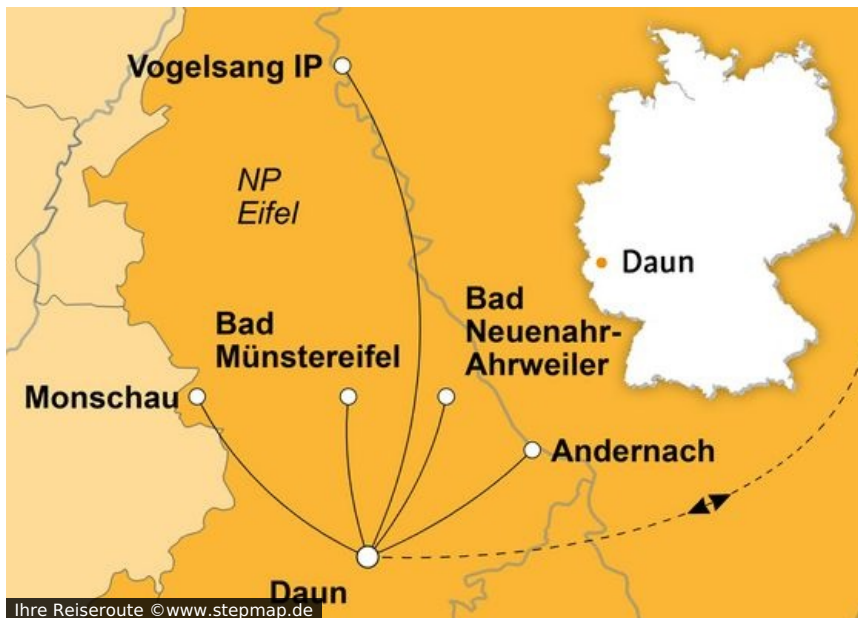 Vogelsang IP
NP
Eifel
Daun
Bad
Neuenahr-
Ahrweiler
Bad
Münstereifel
Monschau
Andernach
Daun
Ihre Reiseroute ©www.stepmap.de